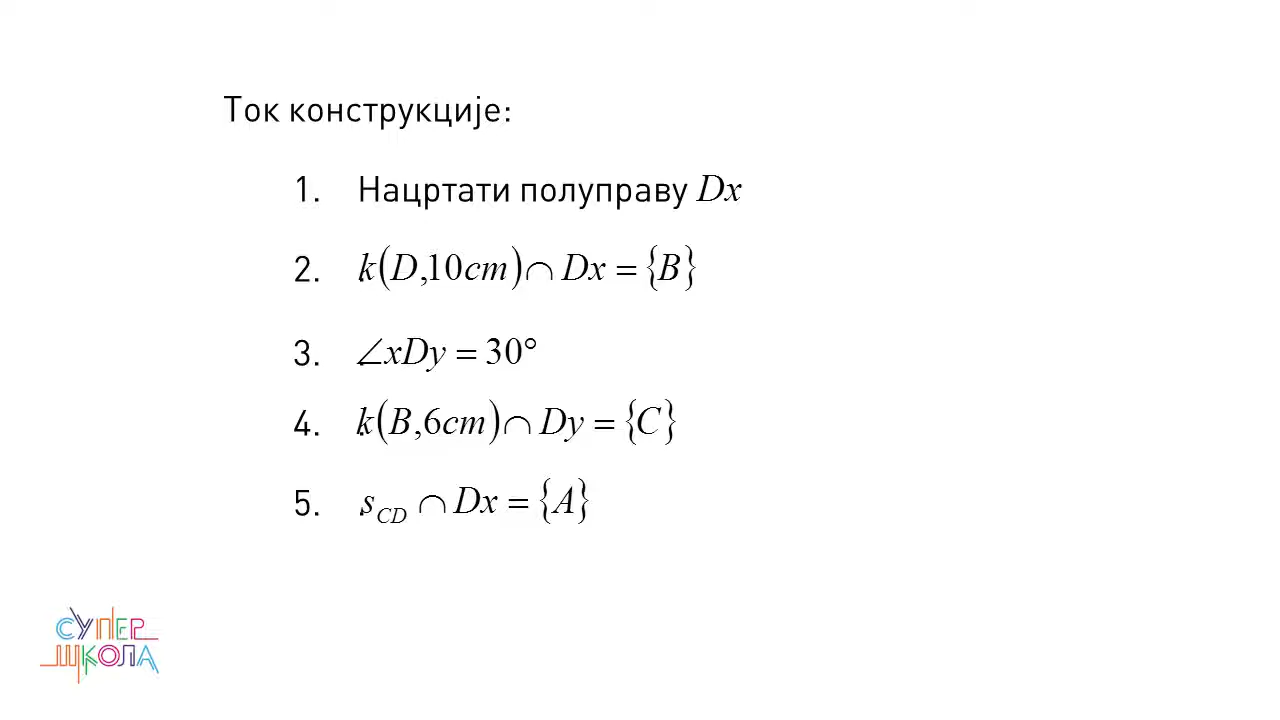 Ток конструкције:
1. Нацртати полуправу Dx
2. k(D,10cm)∩ Dx = {B}
3. ∠xDy = 30°
4. k(B,6cm)∩ Dy = {C}
5. s_CD ∩ Dx = {A}
СУПЕР
ШКОЛА